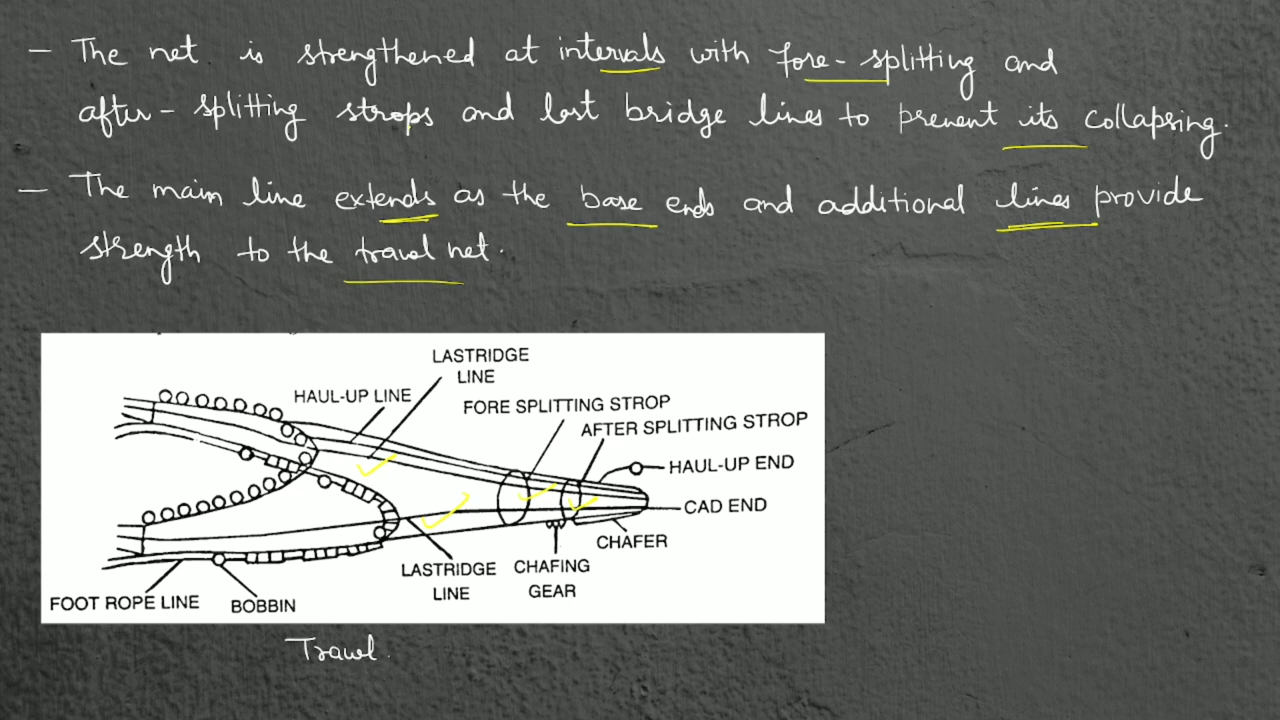 - The net is strengthened at intervals with fore-splitting and
after-splitting strops and last bridge lines to prevent its collapsing.
- The main line extends as the base ends and additional lines provide
strength to the trawl net.
LASTRIDGE
LINE
HAUL-UP LINE
FORE SPLITTING STROP
AFTER SPLITTING STROP
HAUL-UP END
CAD END
CHAFER
LASTRIDGE
LINE
CHAFING
GEAR
FOOT ROPE LINE
BOBBIN
Trawl.